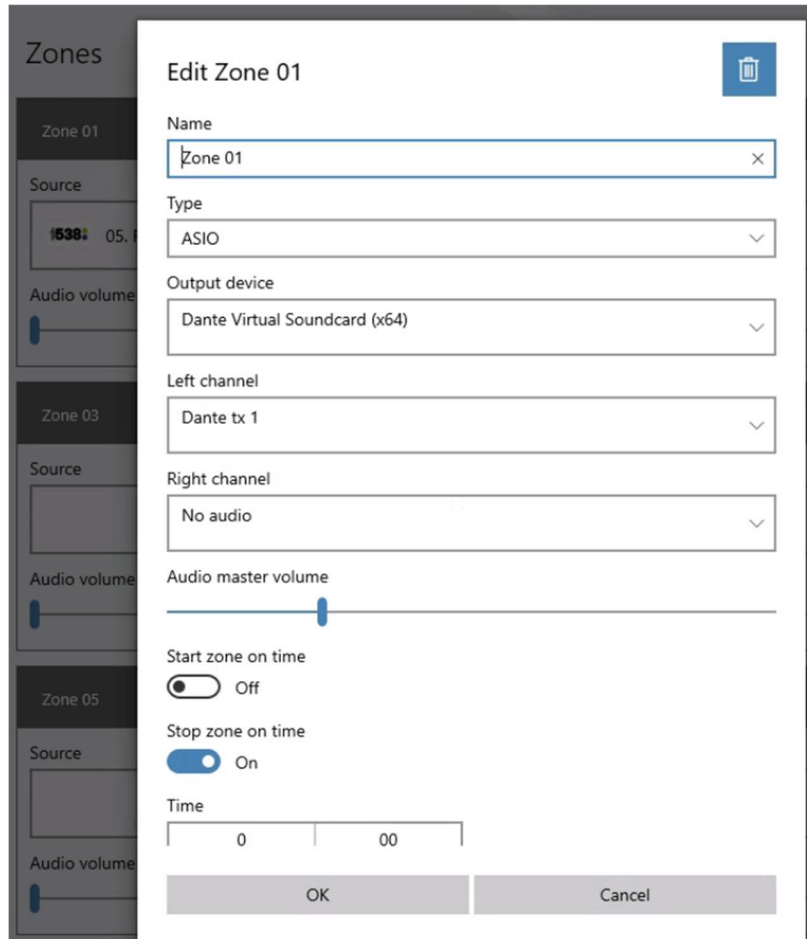 Zones
Zone 01
Source
538
05.
Audio volume
Zone 03
Source
Audio volume
Zone 05
Source
Audio volume
Edit Zone 01
Name
Zone 01
Type
ASIO
Output device
Dante Virtual Soundcard (x64)
Left channel
Dante tx 1
Right channel
No audio
Audio master volume
Start zone on time
Off
Stop zone on time
On
Time
0 00
OK Cancel